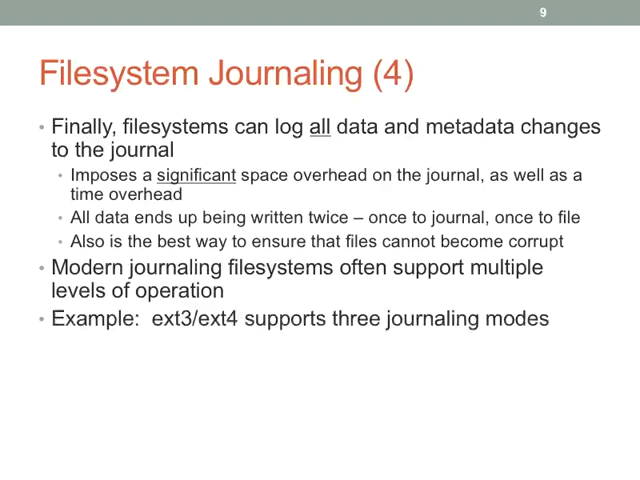 9
Filesystem Journaling (4)
• Finally, filesystems can log all data and metadata changes
to the journal
• Imposes a significant space overhead on the journal, as well as a
time overhead
• All data ends up being written twice – once to journal, once to file
• Also is the best way to ensure that files cannot become corrupt
• Modern journaling filesystems often support multiple
levels of operation
• Example: ext3/ext4 supports three journaling modes